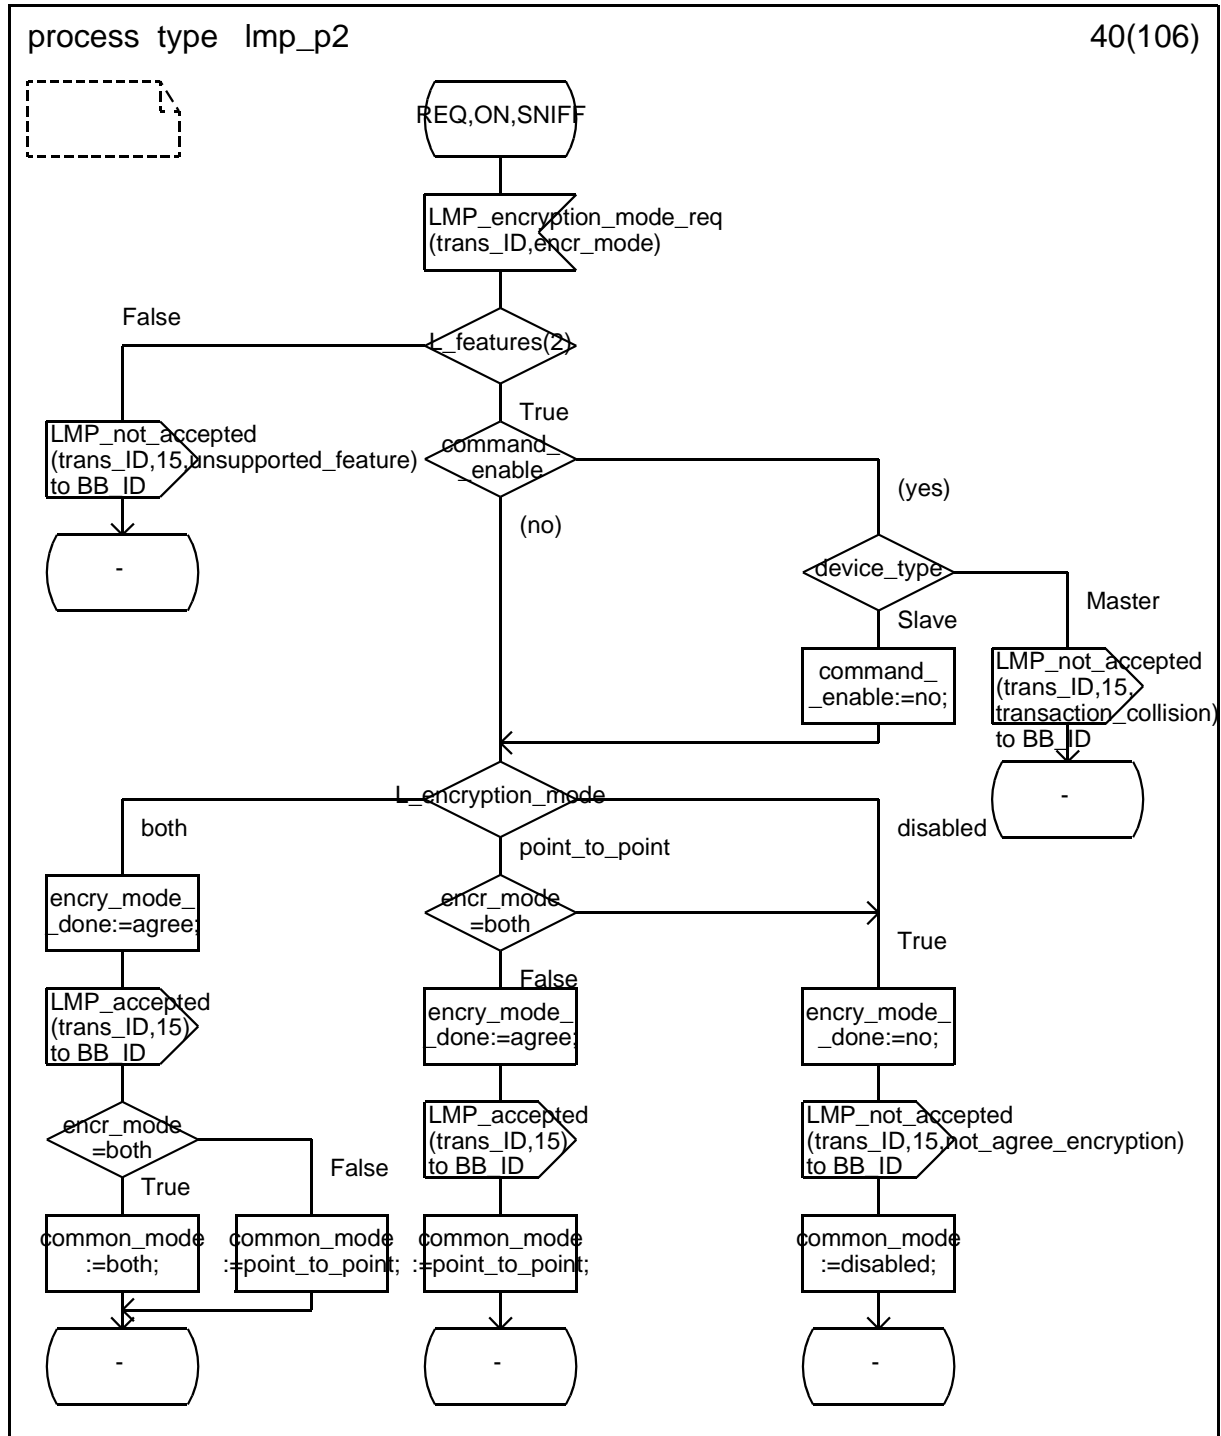 process type lmp_p2
40(106)
REQ,ON,SNIFF
LMP_encryption_mode_req
(trans_ID,encr_mode)
False
L_features(2)
True
LMP_not_accepted
(trans_ID,15,unsupported_feature)
to BB_ID
command_
_enable
(yes)
(no)
-
device_type
Master
Slave
command_
_enable:=no;
LMP_not_accepted
(trans_ID,15,
transaction_collision)
to BB_ID
-
L_encryption_mode
both
point_to_point
disabled
encry_mode_
_done:=agree;
encr_mode
=both
True
False
LMP_accepted
(trans_ID,15)
to BB_ID
encry_mode_
_done:=agree;
encry_mode_
_done:=no;
encr_mode
=both
False
True
LMP_accepted
(trans_ID,15)
to BB_ID
LMP_not_accepted
(trans_ID,15,not_agree_encryption)
to BB_ID
common_mode
:=both;
common_mode
:=point_to_point;
common_mode
:=point_to_point;
common_mode
:=disabled;
-
-
-